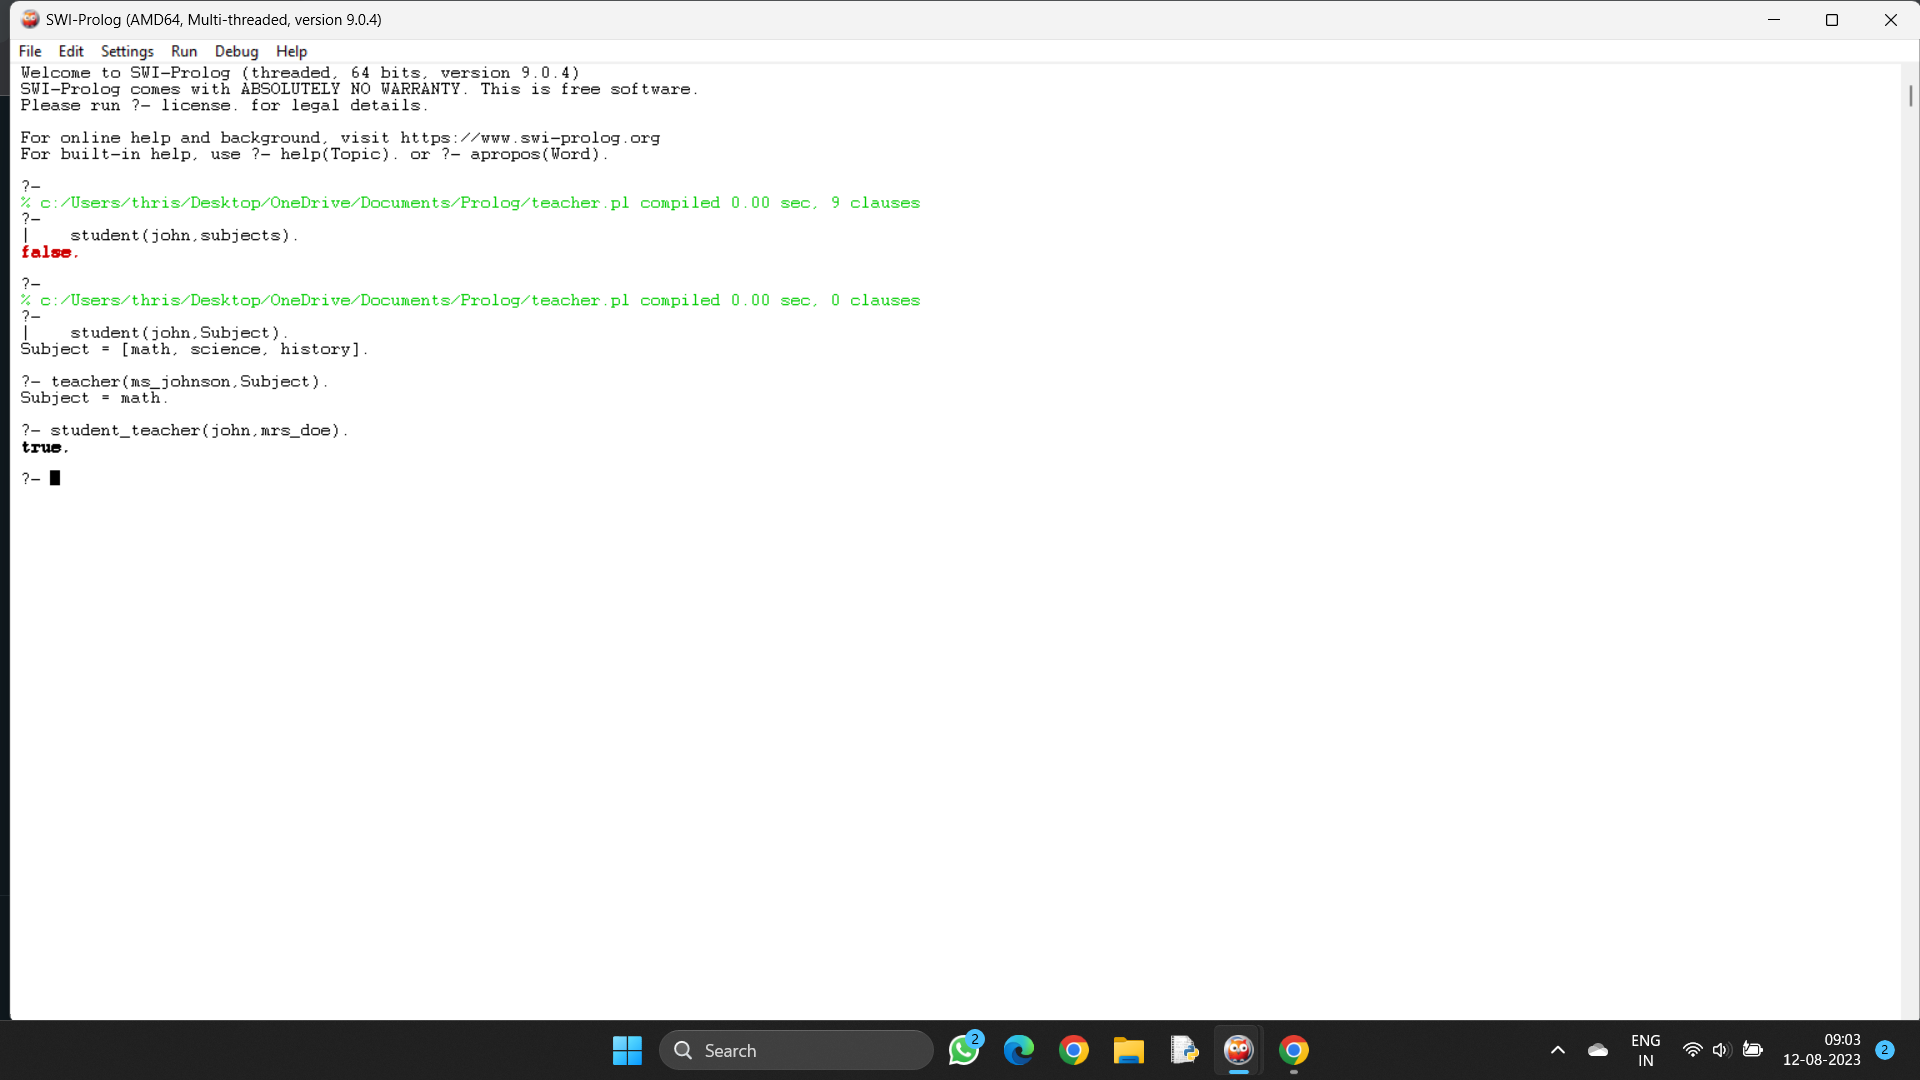 SWI-Prolog (AMD64, Multi-threaded, version 9.0.4)
File Edit Settings Run Debug Help
Welcome to SWI-Prolog (threaded, 64 bits, version 9.0.4)
SWI-Prolog comes with ABSOLUTELY NO WARRANTY. This is free software.
Please run ?- license. for legal details.
For online help and background, visit https://www.swi-prolog.org
For built-in help, use ?- help(Topic). or ?- apropos(Word).
?-
% c:/Users/thris/Desktop/OneDrive/Documents/Prolog/teacher.pl compiled 0.00 sec, 9 clauses
?-
|    student(john,subjects).
false.
?-
% c:/Users/thris/Desktop/OneDrive/Documents/Prolog/teacher.pl compiled 0.00 sec, 0 clauses
?-
|    student(john,Subject).
Subject = [math, science, history].
?- teacher(ms_johnson,Subject).
Subject = math.
?- student_teacher(john,mrs_doe).
true.
?-
Search
2
ENG
IN
09:03
12-08-2023
2